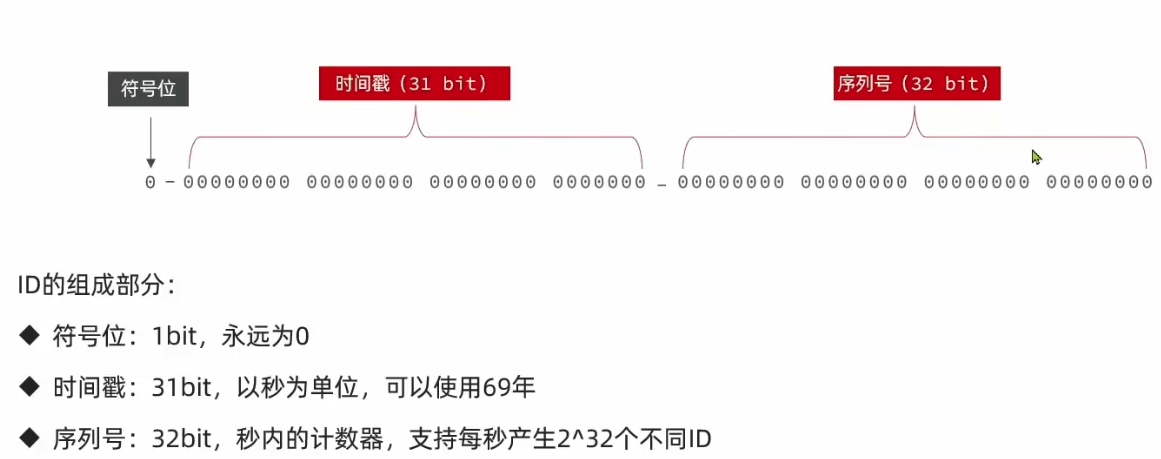 符号位
时间戳（31 bit）
序列号（32 bit）
0 - 00000000 00000000 00000000 0000000 - 00000000 00000000 00000000 00000000
ID的组成部分：
◆ 符号位：1bit，永远为0
◆ 时间戳：31bit，以秒为单位，可以使用69年
◆ 序列号：32bit，秒内的计数器，支持每秒产生2^32个不同ID